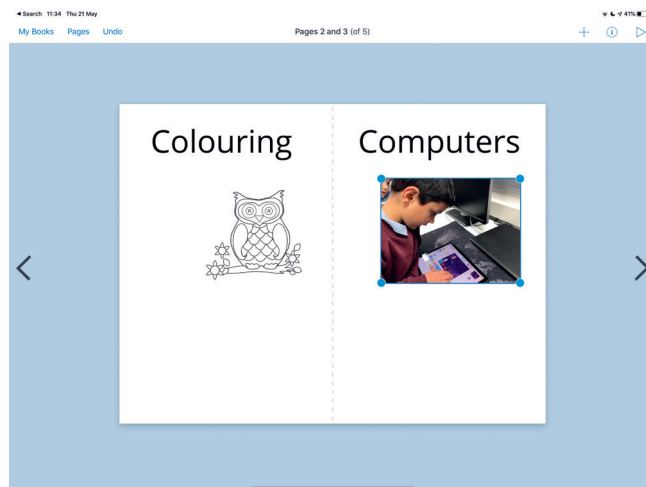 Search 11:34 Thu 21 May 41%
My Books Pages Undo Pages 2 and 3 (of 5)
Colouring
Computers